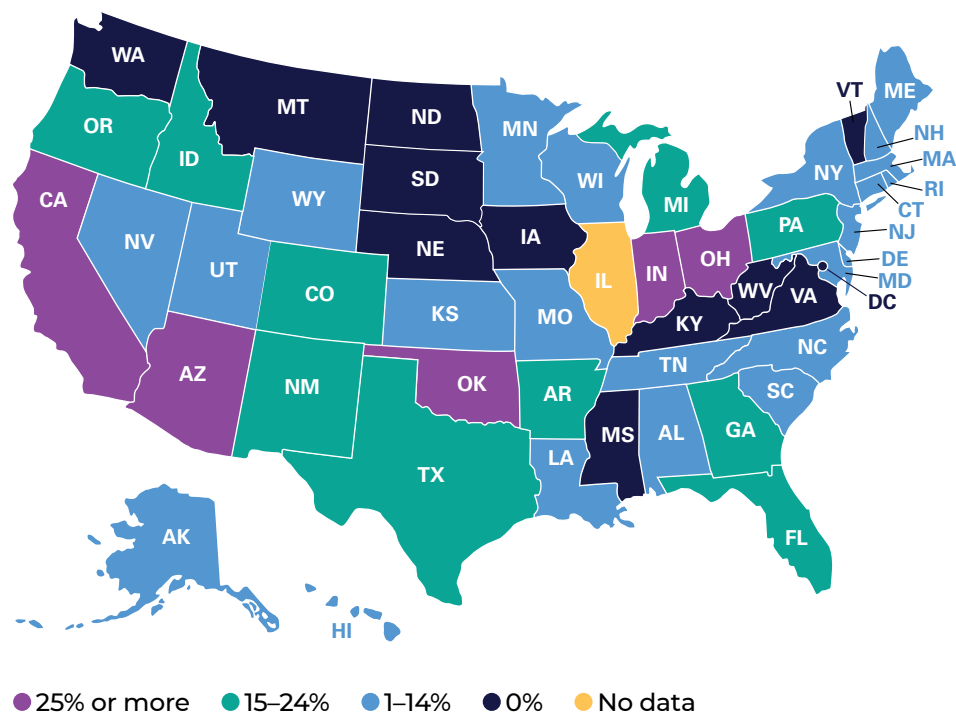 WA
MT
ND
MN
VT
ME
OR
ID
NH
SD
WI
MA
NY
WY
MI
RI
CA
CT
PA
NJ
NV
IA
NE
OH
DE
UT
IN
IL
MD
CO
WV
VA
DC
KS
MO
KY
NC
TN
AZ
NM
OK
AR
SC
MS
AL
GA
LA
TX
AK
FL
HI
25% or more 15–24% 1–14% 0% No data